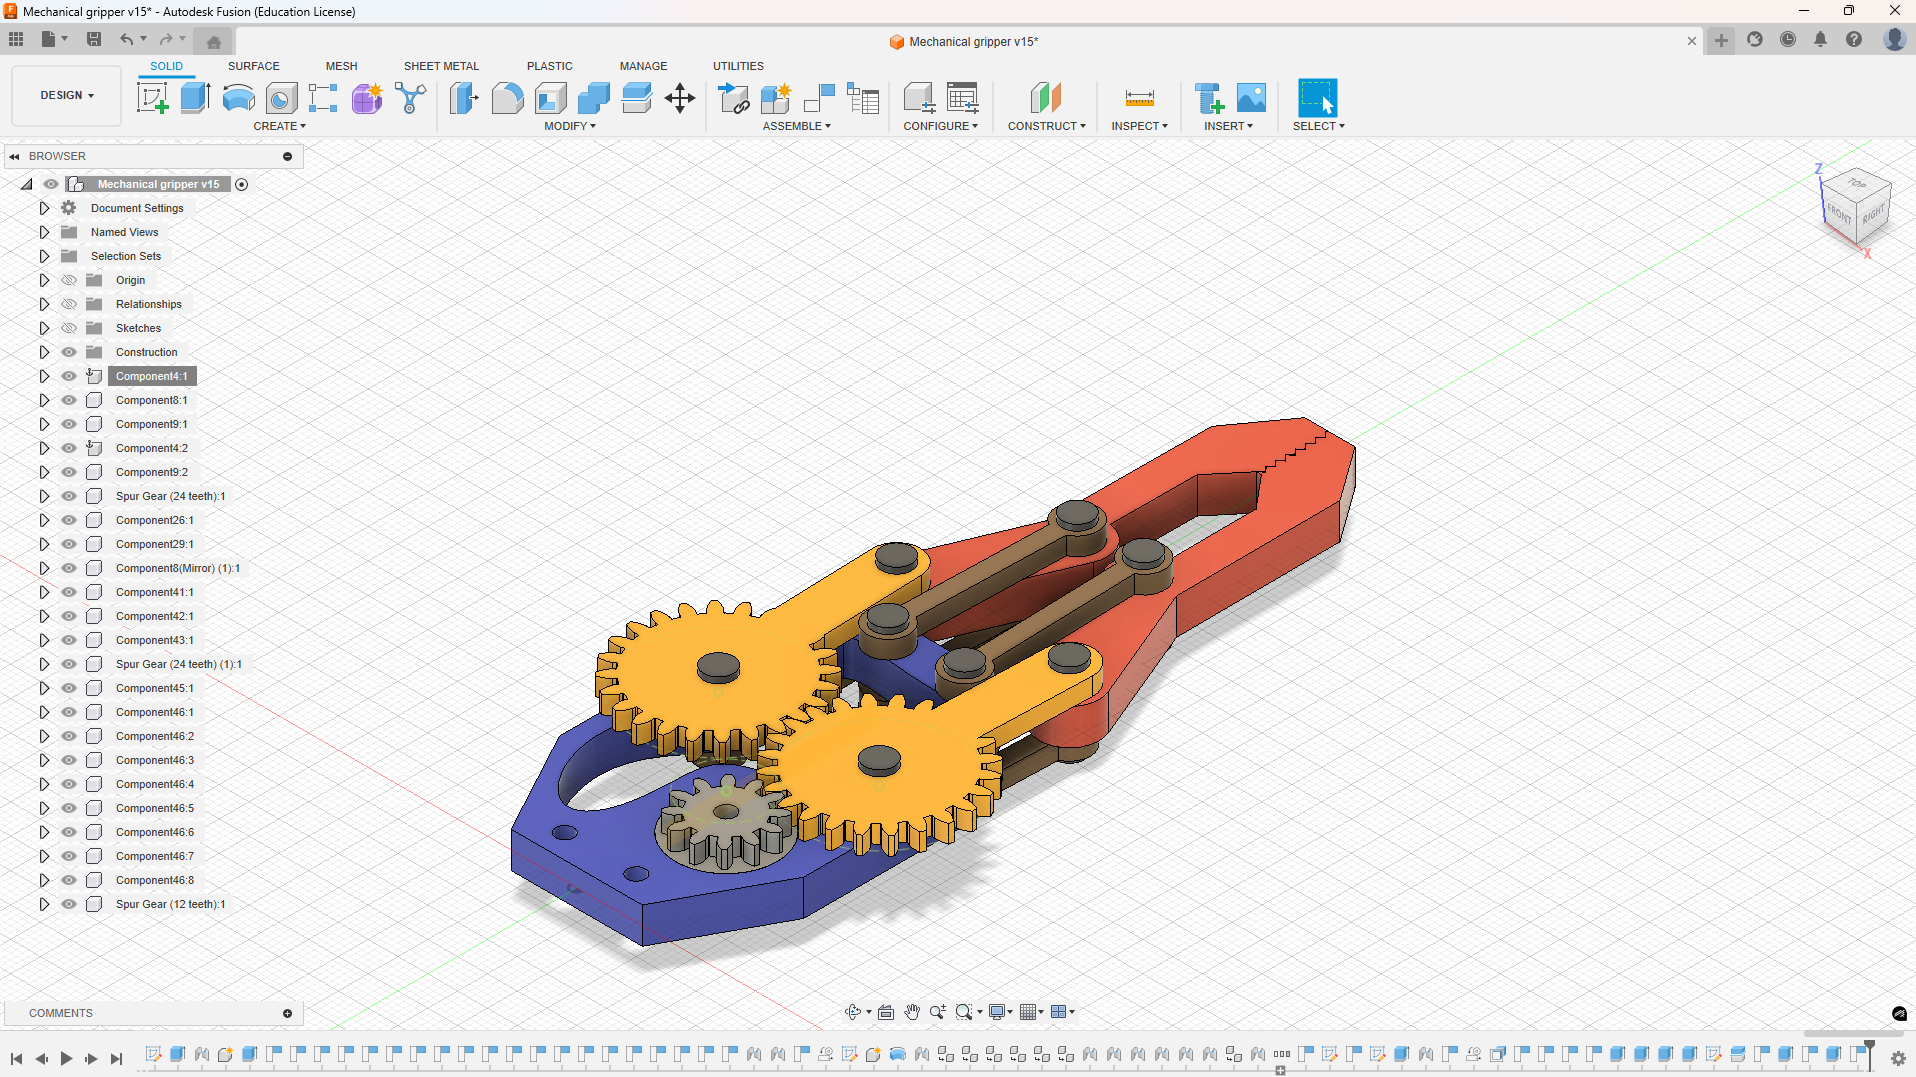 Mechanical gripper v15* - Autodesk Fusion (Education License)
Mechanical gripper v15*
DESIGN
SOLID SURFACE MESH SHEET METAL PLASTIC MANAGE UTILITIES
CREATE MODIFY ASSEMBLE CONFIGURE CONSTRUCT INSPECT INSERT SELECT
BROWSER
Mechanical gripper v15
Document Settings
Named Views
Selection Sets
Origin
Relationships
Sketches
Construction
Component4:1
Component8:1
Component9:1
Component4:2
Component9:2
Spur Gear (24 teeth):1
Component26:1
Component29:1
Component8(Mirror) (1):1
Component41:1
Component42:1
Component43:1
Spur Gear (24 teeth) (1):1
Component45:1
Component46:1
Component46:2
Component46:3
Component46:4
Component46:5
Component46:6
Component46:7
Component46:8
Spur Gear (12 teeth):1
Z
TOP
FRONT RIGHT
X
COMMENTS